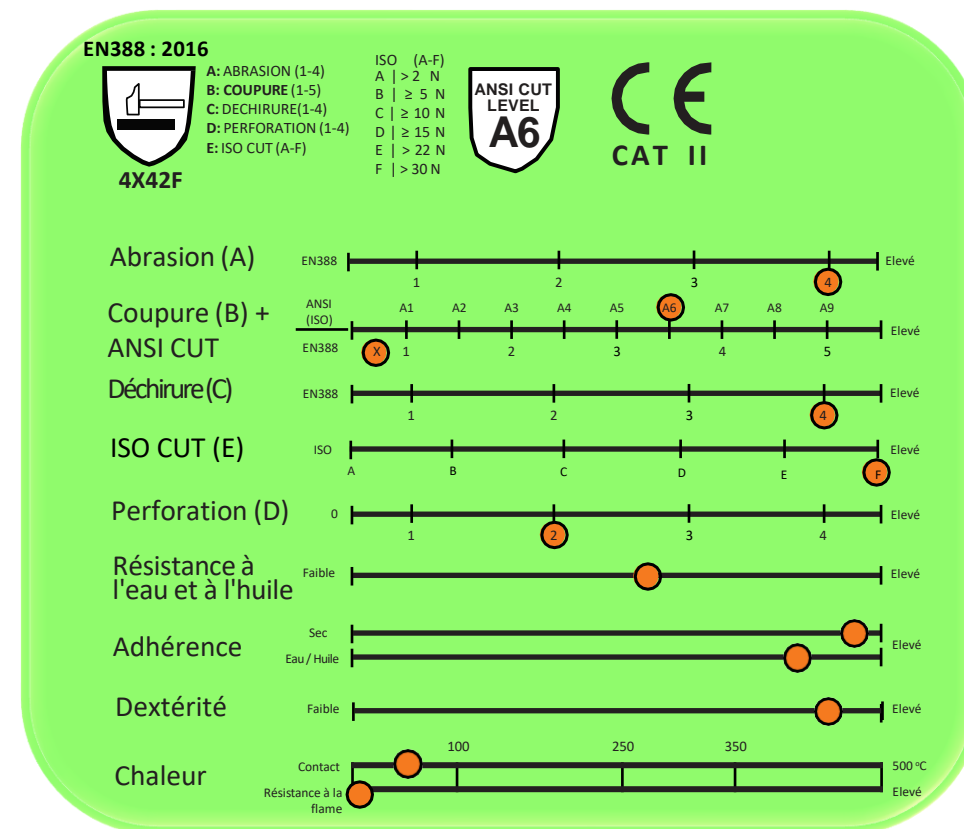 EN388 : 2016
A: ABRASION (1-4)
B: COUPURE (1-5)
C: DECHIRURE(1-4)
D: PERFORATION (1-4)
E: ISO CUT (A-F)
4X42F
ISO (A-F)
A | > 2 N
B | ≥ 5 N
C | ≥ 10 N
D | ≥ 15 N
E | > 22 N
F | > 30 N
ANSI CUT
LEVEL
A6
CE
CAT II
Abrasion (A)
EN388
1 2 3 4
Elevé
Coupure (B) +
ANSI CUT
ANSI
(ISO)
EN388
A1 A2 A3 A4 A5 A6 A7 A8 A9
X 1 2 3 4 5
Elevé
Déchirure (C)
EN388
1 2 3 4
Elevé
ISO CUT (E)
ISO
A B C D E F
Elevé
Perforation (D)
0
1 2 3 4
Elevé
Résistance à
l'eau et à l'huile
Faible
Elevé
Adhérence
Sec
Eau / Huile
Elevé
Dextérité
Faible
Elevé
Chaleur
Contact
100 250 350
500 °C
Résistance à la
flamme
Elevé